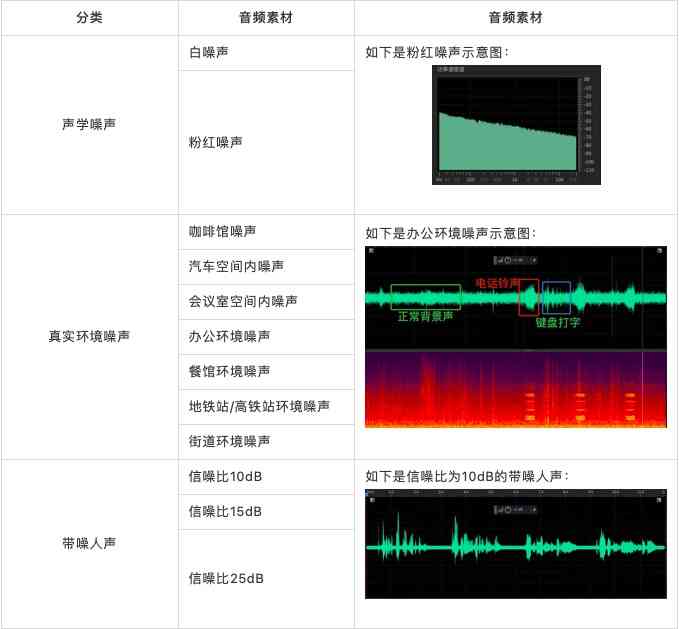 分类
音频素材
音频素材
声学噪声
白噪声
粉红噪声
如下是粉红噪声示意图：
真实环境噪声
咖啡馆噪声
汽车空间内噪声
会议室空间内噪声
办公环境噪声
餐馆环境噪声
地铁站/高铁站环境噪声
街道环境噪声
如下是办公环境噪声示意图：
电话铃声
正常背景声
键盘打字
带噪人声
信噪比10dB
信噪比15dB
信噪比25dB
如下是信噪比为10dB的带噪人声：